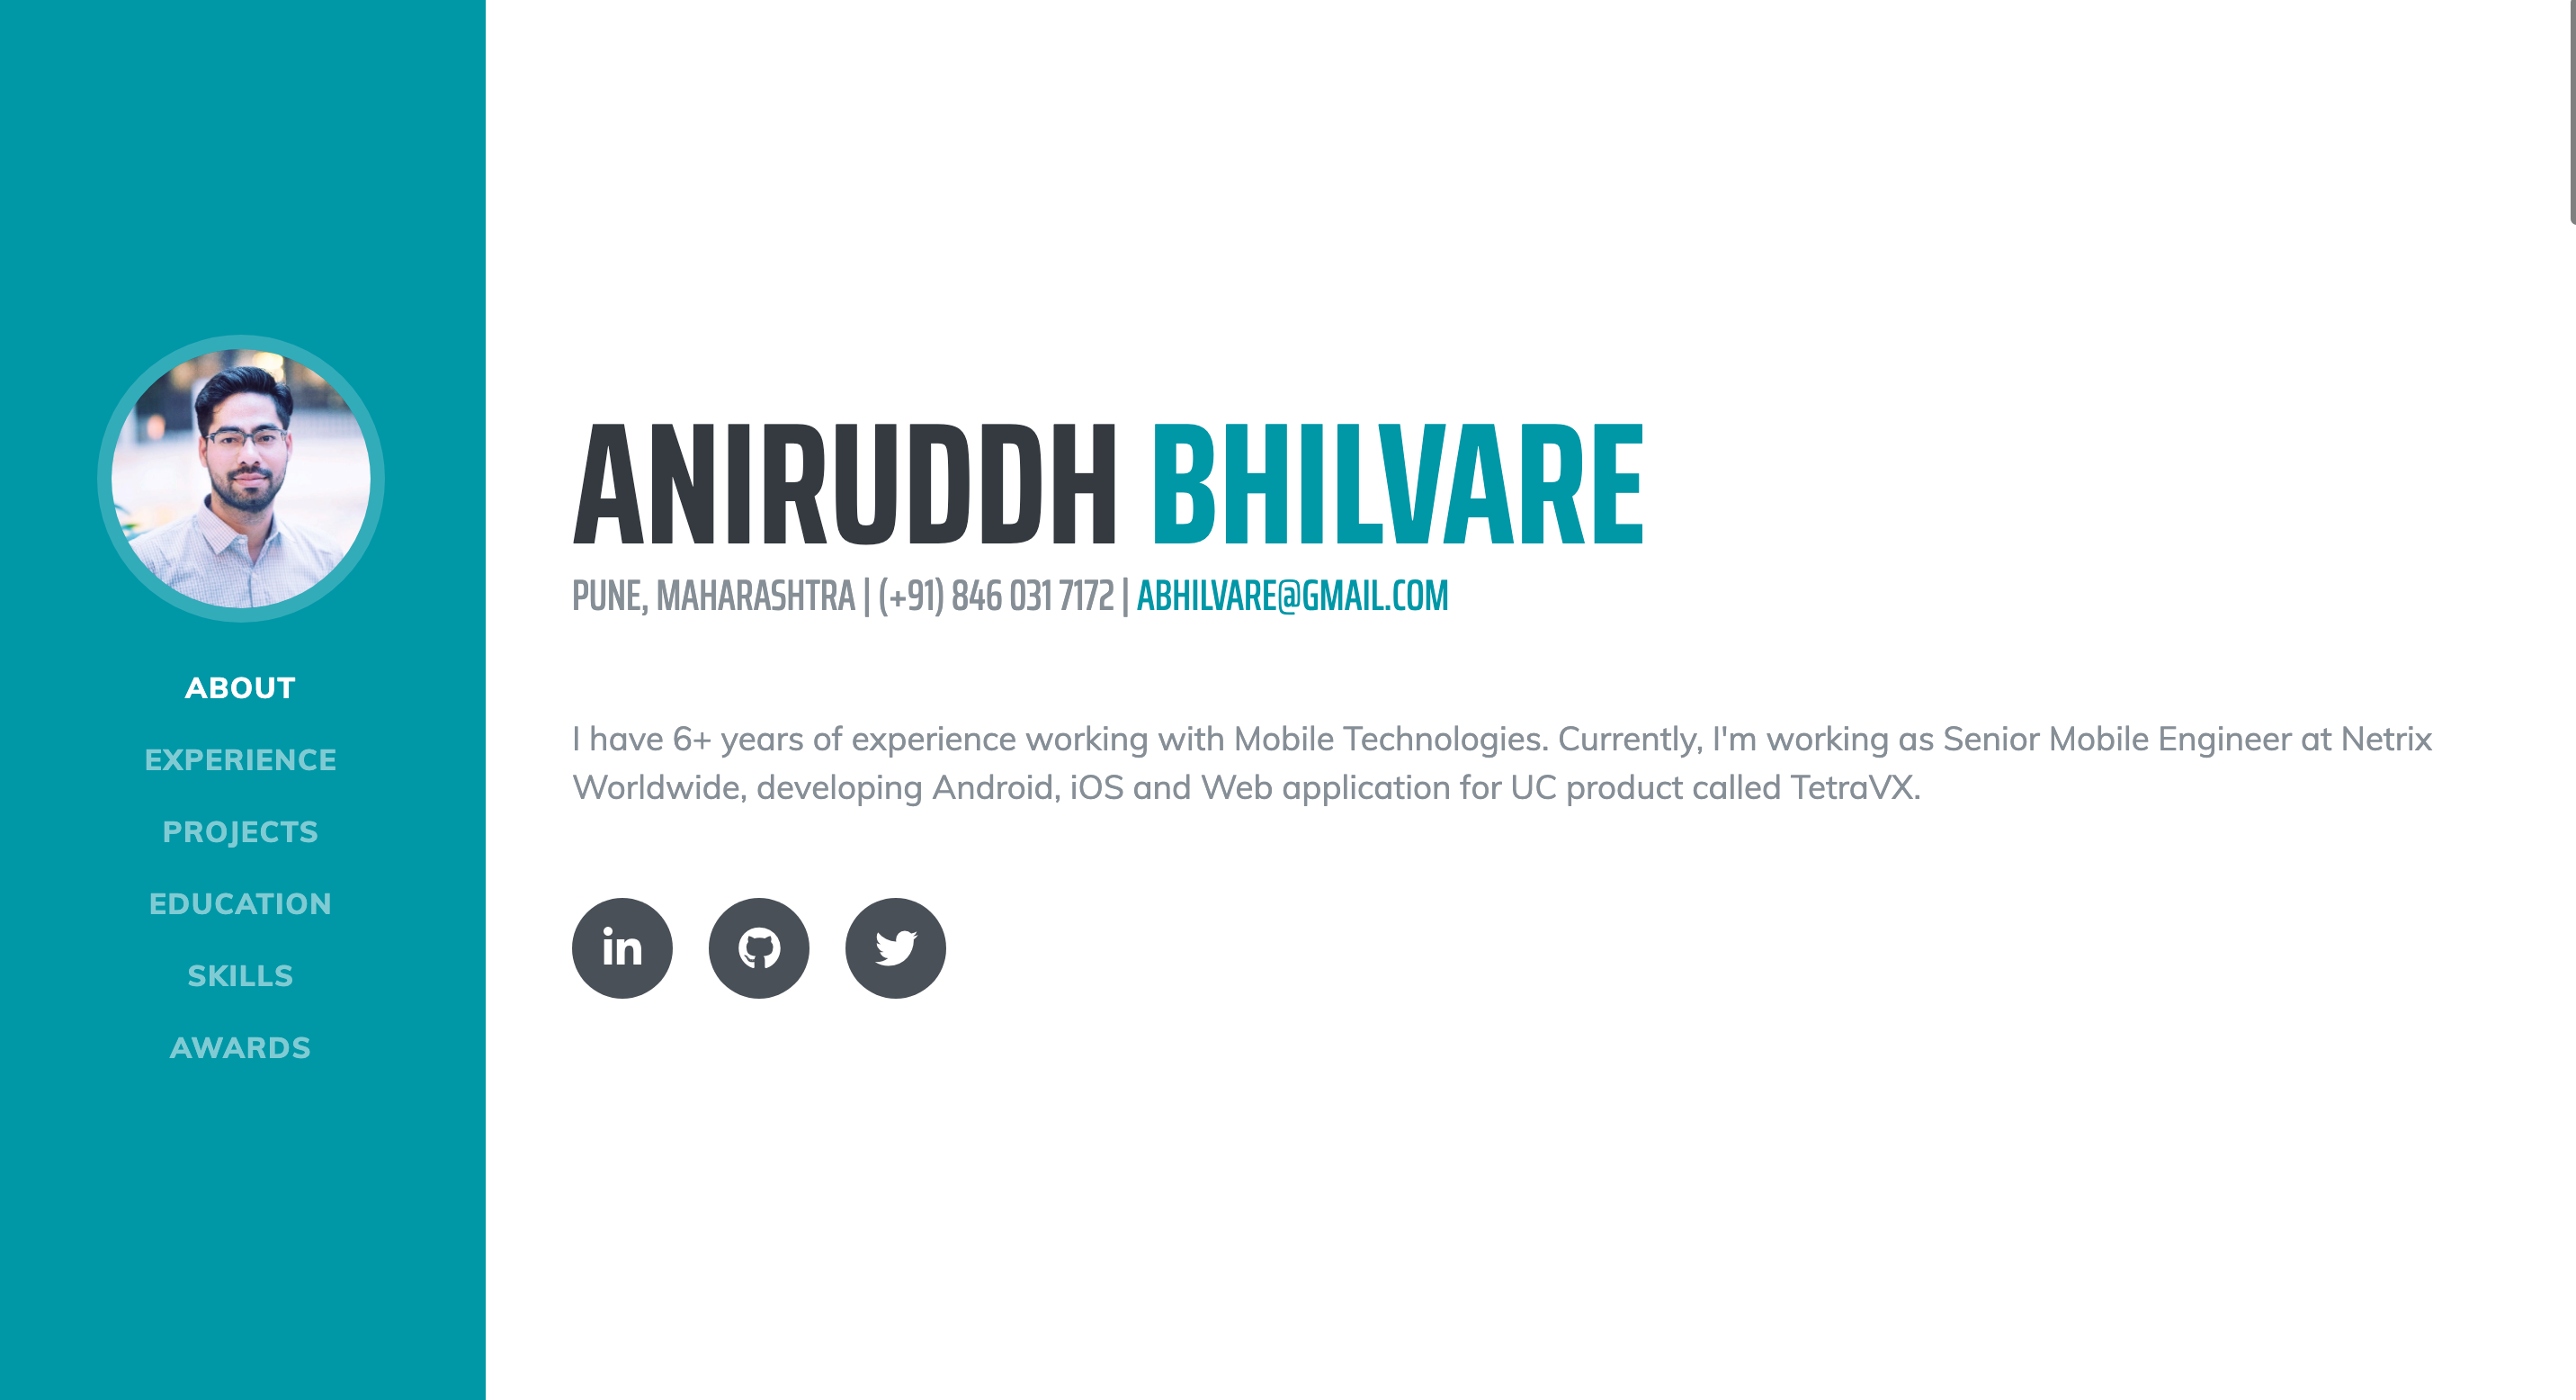 ABOUT
EXPERIENCE
PROJECTS
EDUCATION
SKILLS
AWARDS
ANIRUDDH BHILVARE
PUNE, MAHARASHTRA | (+91) 846 031 7172 | ABHILVARE@GMAIL.COM
I have 6+ years of experience working with Mobile Technologies. Currently, I'm working as Senior Mobile Engineer at Netrix
Worldwide, developing Android, iOS and Web application for UC product called TetraVX.
in